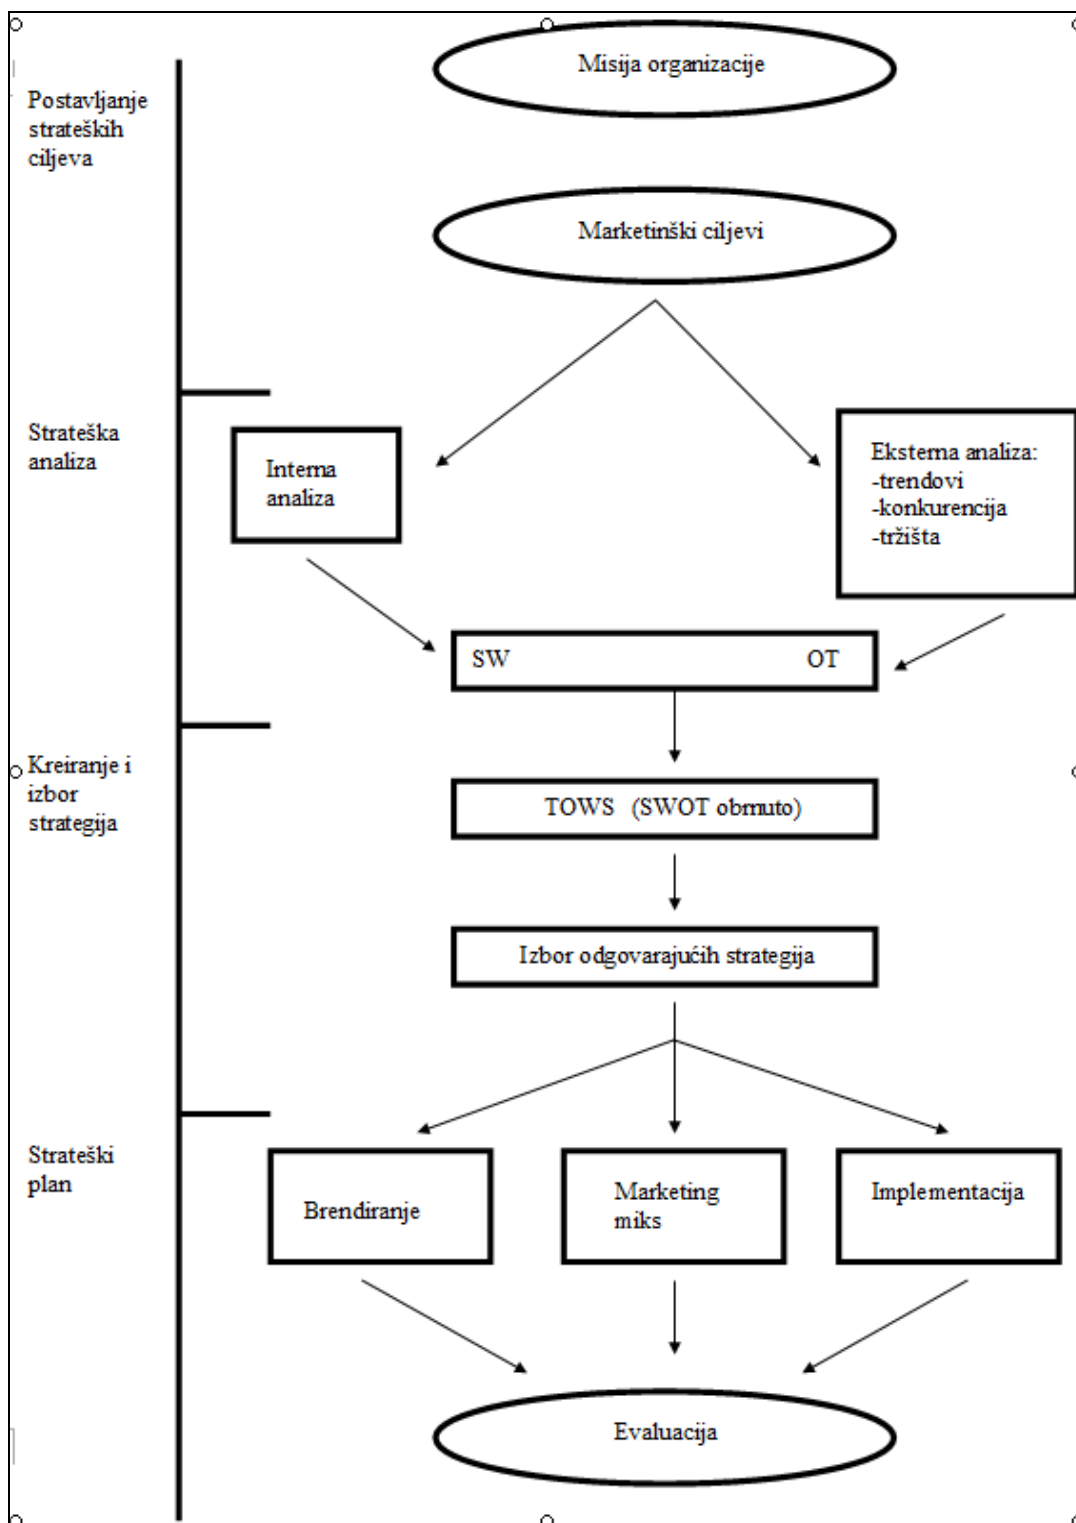 Misija organizacije
Postavljanje
strateških
ciljeva
Marketinški ciljevi
Strateška
analiza
Interna
analiza
Eksterna analiza:
-trendovi
-konkurencija
-tržišta
SW OT
Kreiranje i
izbor
strategija
TOWS (SWOT obrnuto)
Izbor odgovarajućih strategija
Strateški
plan
Brendiranje
Marketing
miks
Implementacija
Evaluacija